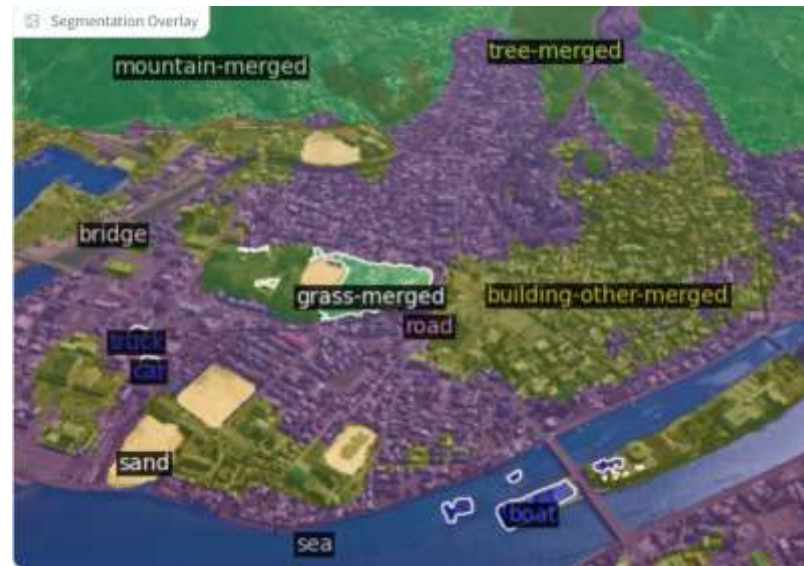 Segmentation Overlay
mountain-merged
tree-merged
bridge
grass-merged
building-other-merged
road
truck
car
sand
boat
sea